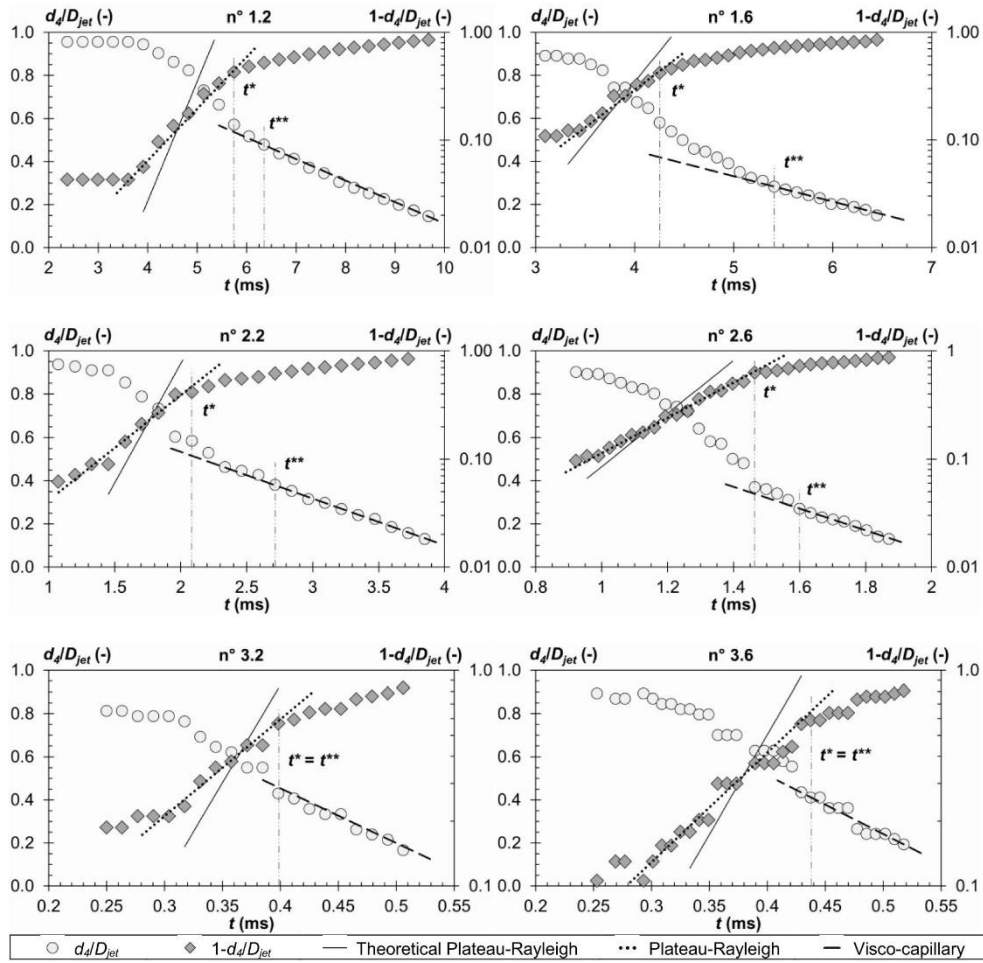 d4/Djet (-) n° 1.2 1-d4/Djet (-)
1.0 1.00
0.8
0.6 0.10
0.4
0.2
0.0 0.01
t*
t**
2 3 4 5 6 7 8 9 10
t (ms)
d4/Djet (-) n° 1.6 1-d4/Djet (-)
1.0 1.00
0.8
0.6 0.10
0.4
0.2
0.0 0.01
t*
t**
3 4 5 6 7
t (ms)
d4/Djet (-) n° 2.2 1-d4/Djet (-)
1.0 1.00
0.8
0.6 0.10
0.4
0.2
0.0 0.01
t*
t**
1 1.5 2 2.5 3 3.5 4
t (ms)
d4/Djet (-) n° 2.6 1-d4/Djet (-)
1.0 1
0.8
0.6 0.1
0.4
0.2
0.0 0.01
t*
t**
0.8 1 1.2 1.4 1.6 1.8 2
t (ms)
d4/Djet (-) n° 3.2 1-d4/Djet (-)
1.0 1.0
0.8
0.6
0.4
0.2
0.0 0.1
t* = t**
0.2 0.25 0.3 0.35 0.4 0.45 0.5 0.55
t (ms)
d4/Djet (-) n° 3.6 1-d4/Djet (-)
1.0 1.0
0.8
0.6
0.4
0.2
0.0 0.1
t* = t**
0.2 0.25 0.3 0.35 0.4 0.45 0.5 0.55
t (ms)
d4/Djet 1-d4/Djet Theoretical Plateau-Rayleigh Plateau-Rayleigh Visco-capillary